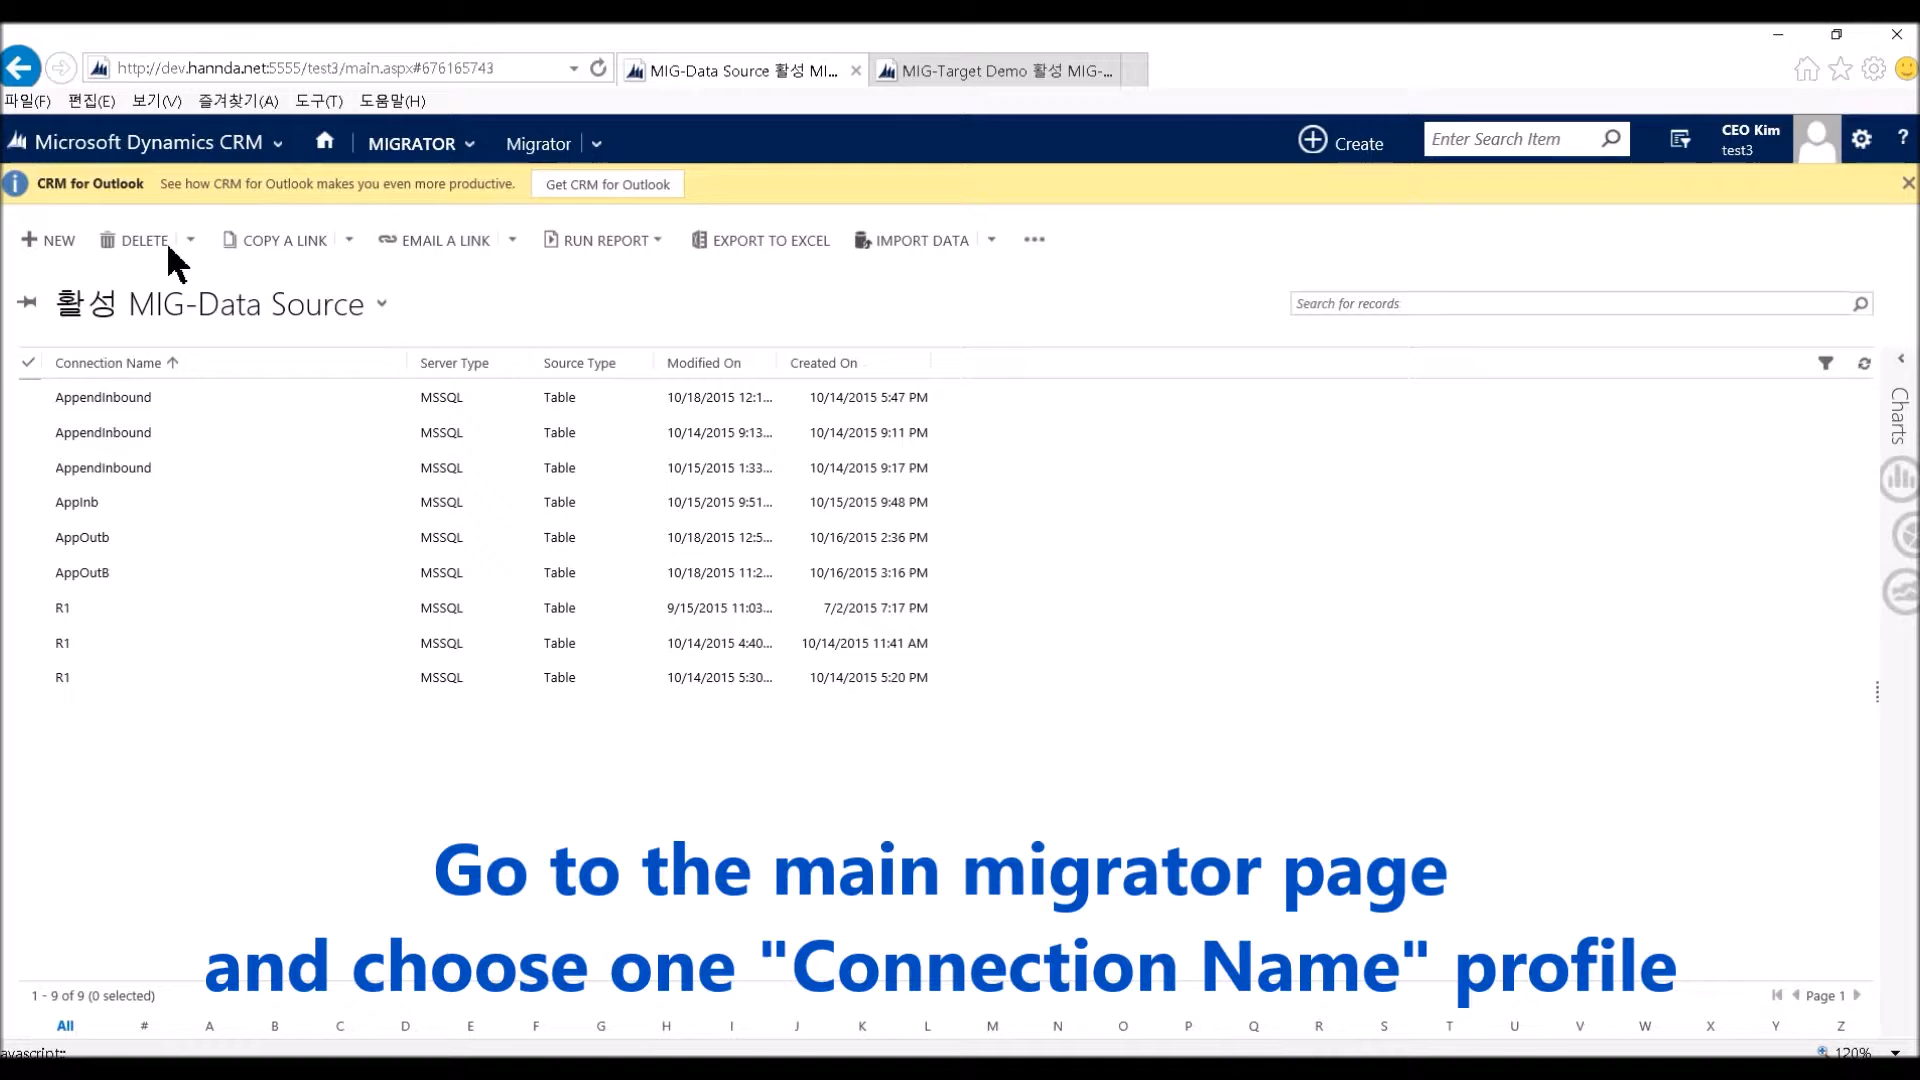 http://dev.hannda.net:5555/test3/main.aspx#676165743
MIG-Data Source 활성 MI...
MIG-Target Demo 활성 MIG-...
파일(F) 편집(E) 보기(V) 즐겨찾기(A) 도구(T) 도움말(H)
Microsoft Dynamics CRM MIGRATOR Migrator Create Enter Search Item CEO Kim
test3
?
CRM for Outlook See how CRM for Outlook makes you even more productive. Get CRM for Outlook
NEW DELETE COPY A LINK EMAIL A LINK RUN REPORT EXPORT TO EXCEL IMPORT DATA
활성 MIG-Data Source
Search for records
Connection Name Server Type Source Type Modified On Created On
Charts
AppendInbound MSSQL Table 10/18/2015 12:1... 10/14/2015 5:47 PM
AppendInbound MSSQL Table 10/14/2015 9:13... 10/14/2015 9:11 PM
AppendInbound MSSQL Table 10/15/2015 1:33... 10/14/2015 9:17 PM
AppInb MSSQL Table 10/15/2015 9:51... 10/15/2015 9:48 PM
AppOutb MSSQL Table 10/18/2015 12:5... 10/16/2015 2:36 PM
AppOutB MSSQL Table 10/18/2015 11:2... 10/16/2015 3:16 PM
R1 MSSQL Table 9/15/2015 11:03... 7/2/2015 7:17 PM
R1 MSSQL Table 10/14/2015 4:40... 10/14/2015 11:41 AM
R1 MSSQL Table 10/14/2015 5:30... 10/14/2015 5:20 PM
Go to the main migrator page
and choose one "Connection Name" profile
1 - 9 of 9 (0 selected)
Page 1
All # A B C D E F G H I J K L M N O P Q R S T U V W X Y Z
avascript:;
120%